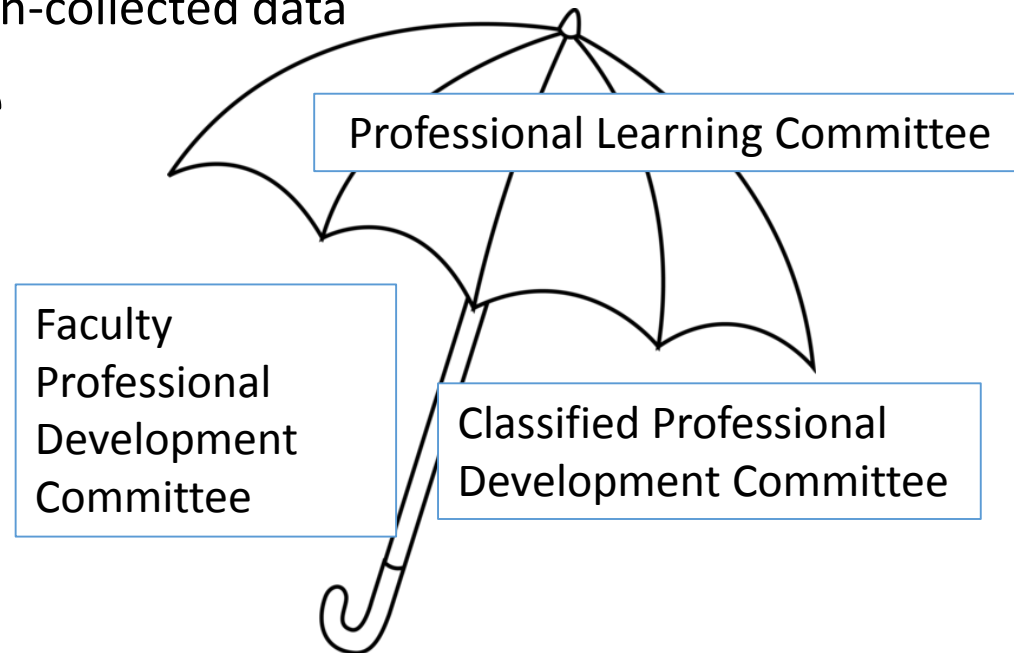 n-collected data
Professional Learning Committee
Faculty
Professional
Development
Committee
Classified Professional
Development Committee